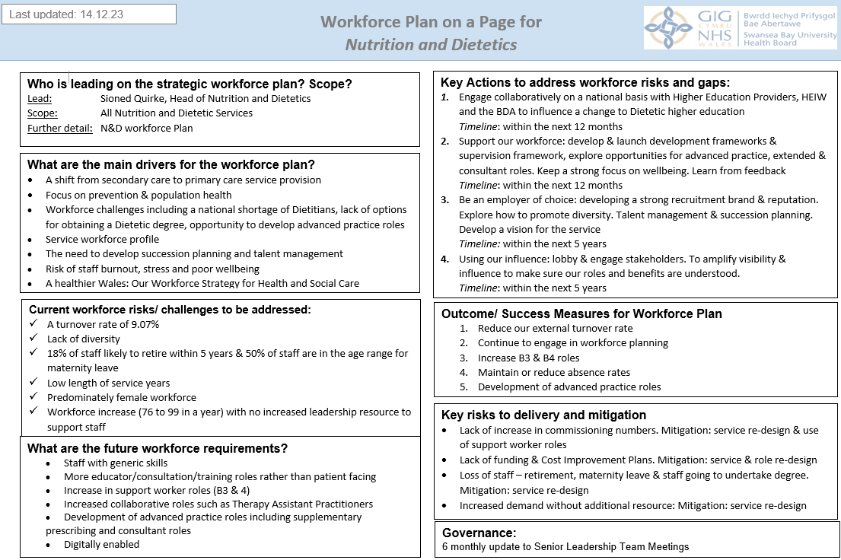 Last updated: 14.12.23
Workforce Plan on a Page for
Nutrition and Dietetics
GIG
CYMRU
NHS
WALES
Bwrdd Iechyd Prifysgol
Bae Abertawe
Swansea Bay University
Health Board
Who is leading on the strategic workforce plan? Scope?
Lead: Sioned Quirke, Head of Nutrition and Dietetics
Scope: All Nutrition and Dietetic Services
Further detail: N&D workforce Plan
What are the main drivers for the workforce plan?
• A shift from secondary care to primary care service provision
• Focus on prevention & population health
• Workforce challenges including a national shortage of Dietitians, lack of options
for obtaining a Dietetic degree, opportunity to develop advanced practice roles
• Service workforce profile
• The need to develop succession planning and talent management
• Risk of staff burnout, stress and poor wellbeing
• A healthier Wales: Our Workforce Strategy for Health and Social Care
Current workforce risks/ challenges to be addressed:
✓ A turnover rate of 9.07%
✓ Lack of diversity
✓ 18% of staff likely to retire within 5 years & 50% of staff are in the age range for
maternity leave
✓ Low length of service years
✓ Predominately female workforce
✓ Workforce increase (76 to 99 in a year) with no increased leadership resource to
support staff
What are the future workforce requirements?
• Staff with generic skills
• More educator/consultation/training roles rather than patient facing
• Increase in support worker roles (B3 & 4)
• Increased collaborative roles such as Therapy Assistant Practitioners
• Development of advanced practice roles including supplementary
prescribing and consultant roles
• Digitally enabled
Key Actions to address workforce risks and gaps:
1. Engage collaboratively on a national basis with Higher Education Providers, HEIW
and the BDA to influence a change to Dietetic higher education
Timeline: within the next 12 months
2. Support our workforce: develop & launch development frameworks &
supervision framework, explore opportunities for advanced practice, extended &
consultant roles. Keep a strong focus on wellbeing. Learn from feedback
Timeline: within the next 12 months
3. Be an employer of choice: developing a strong recruitment brand & reputation.
Explore how to promote diversity. Talent management & succession planning.
Develop a vision for the service
Timeline: within the next 5 years
4. Using our influence: lobby & engage stakeholders. To amplify visibility &
influence to make sure our roles and benefits are understood.
Timeline: within the next 5 years
Outcome/ Success Measures for Workforce Plan
1. Reduce our external turnover rate
2. Continue to engage in workforce planning
3. Increase B3 & B4 roles
4. Maintain or reduce absence rates
5. Development of advanced practice roles
Key risks to delivery and mitigation
• Lack of increase in commissioning numbers. Mitigation: service re-design & use
of support worker roles
• Lack of funding & Cost Improvement Plans. Mitigation: service & role re-design
• Loss of staff – retirement, maternity leave & staff going to undertake degree.
Mitigation: service re-design
• Increased demand without additional resource: Mitigation: service re-design
Governance:
6 monthly update to Senior Leadership Team Meetings